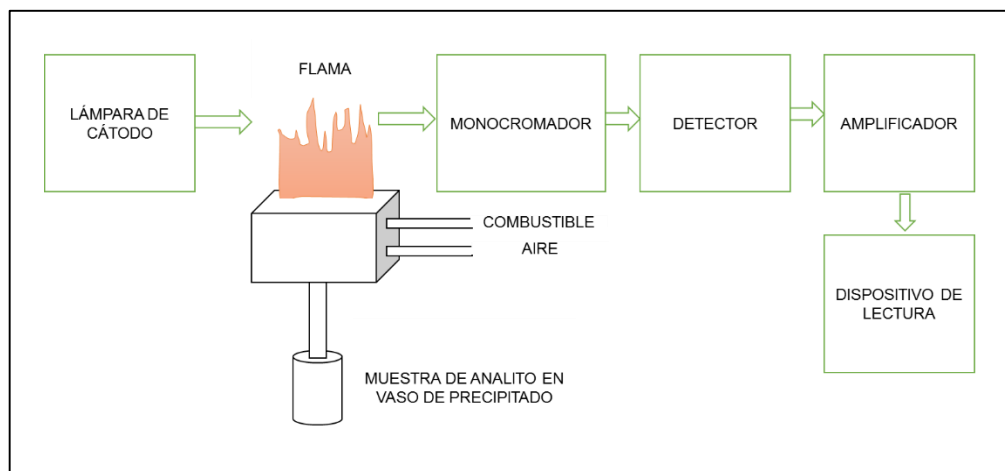 FLAMA
LÁMPARA DE
CÁTODO
MONOCROMADOR
DETECTOR
AMPLIFICADOR
COMBUSTIBLE
AIRE
DISPOSITIVO DE
LECTURA
MUESTRA DE ANALITO EN
VASO DE PRECIPITADO